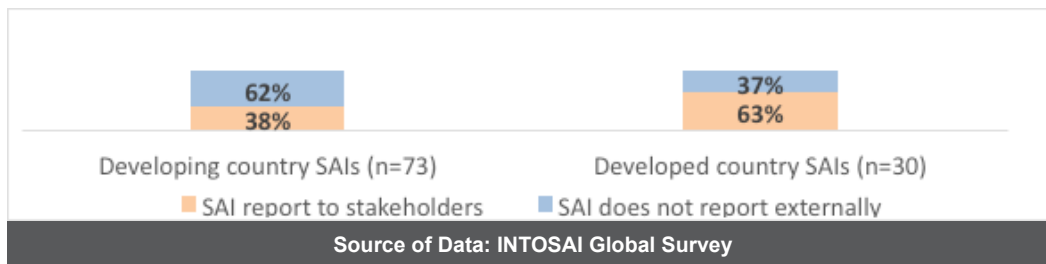 62% 37%
38% 63%
Developing country SAIs (n=73) Developed country SAIs (n=30)
SAI report to stakeholders SAI does not report externally
Source of Data: INTOSAI Global Survey